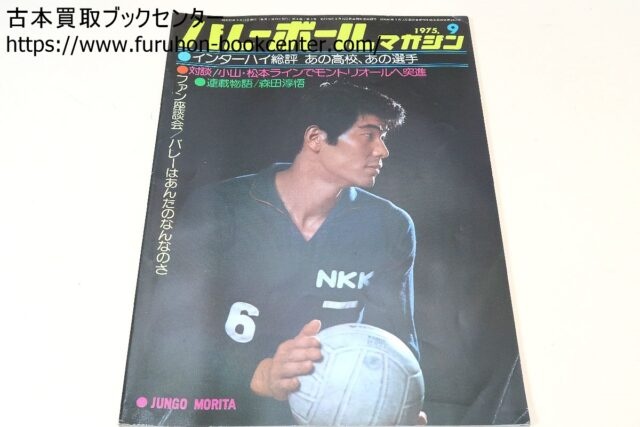 古本買取ブックセンター
https://www.furuhon-bookcenter.com/
バレーボールマガジン
1975. 9
●インターハイ総評 あの高校、あの選手
●対談/小山・松本ラインでモントリオールへ突進
●連載物語/森田淳悟
●ファン座談会/バレーはあんたのなんなのさ
NKK
6
●JUNGO MORITA